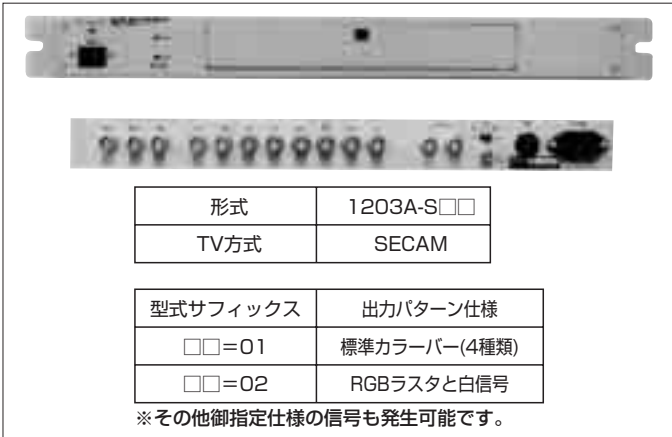 形式 1203A-S□□
TV方式 SECAM
型式サフィックス 出力パターン仕様
□□=01 標準カラーバー(4種類)
□□=02 RGBラスタと白信号
※その他御指定仕様の信号も発生可能です。